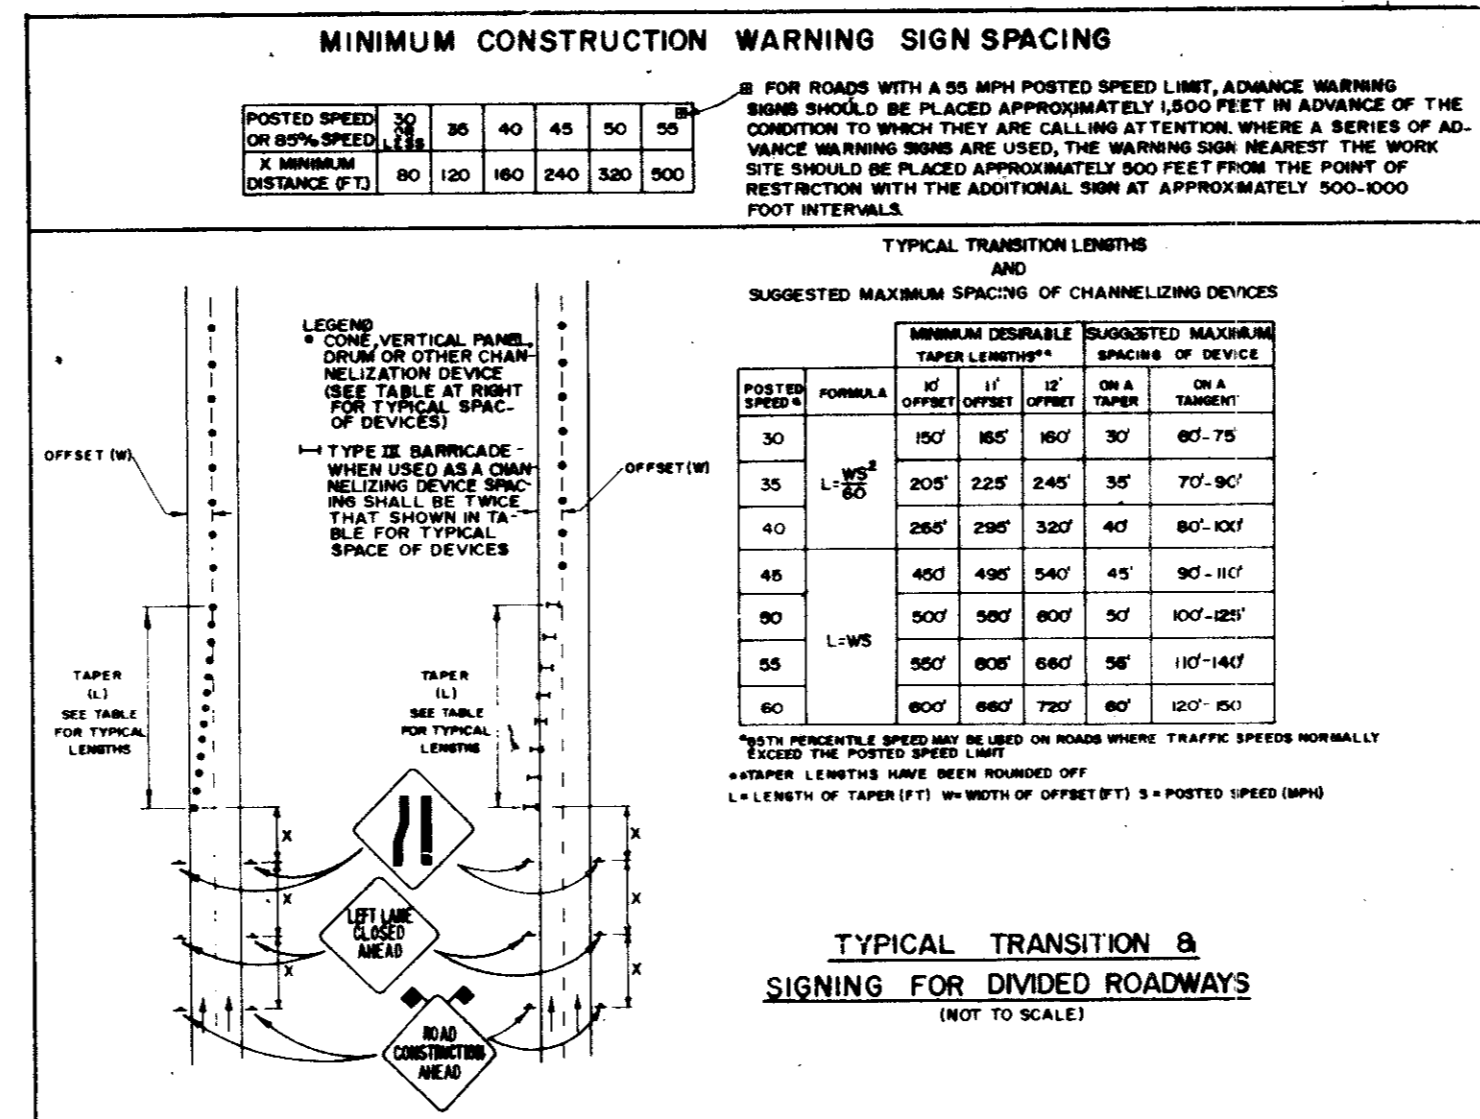 MINIMUM CONSTRUCTION WARNING SIGN SPACING
POSTED SPEED OR 85% SPEED 30 OR LESS 35 40 45 50 55
X MINIMUM DISTANCE (FT.) 80 120 160 240 320 500
FOR ROADS WITH A 55 MPH POSTED SPEED LIMIT, ADVANCE WARNING
SIGNS SHOULD BE PLACED APPROXIMATELY 1,500 FEET IN ADVANCE OF THE
CONDITION TO WHICH THEY ARE CALLING ATTENTION. WHERE A SERIES OF AD-
VANCE WARNING SIGNS ARE USED, THE WARNING SIGN NEAREST THE WORK
SITE SHOULD BE PLACED APPROXIMATELY 500 FEET FROM THE POINT OF
RESTRICTION WITH THE ADDITIONAL SIGN AT APPROXIMATELY 500-1000
FOOT INTERVALS.
LEGEND
• CONE, VERTICAL PANEL,
DRUM OR OTHER CHAN-
NELIZATION DEVICE
(SEE TABLE AT RIGHT
FOR TYPICAL SPAC-
OF DEVICES)
TYPE III BARRICADE -
WHEN USED AS A CHAN-
NELIZING DEVICE SPAC-
ING SHALL BE TWICE
THAT SHOWN IN TA-
BLE FOR TYPICAL
SPACE OF DEVICES
OFFSET (W)
OFFSET (W)
TAPER
(L)
SEE TABLE
FOR TYPICAL
LENGTHS
TAPER
(L)
SEE TABLE
FOR TYPICAL
LENGTHS
X
X
X
X
X
X
LEFT LANE
CLOSED
AHEAD
ROAD
CONSTRUCTION
AHEAD
TYPICAL TRANSITION LENGTHS
AND
SUGGESTED MAXIMUM SPACING OF CHANNELIZING DEVICES
MINIMUM DESIRABLE SUGGESTED MAXIMUM
TAPER LENGTHS** SPACING OF DEVICE
POSTED SPEED* FORMULA 10' OFFSET 11' OFFSET 12' OFFSET ON A TAPER ON A TANGENT
30 150' 165' 180' 30' 60'-75'
L=WS²/60
35 205' 225' 245' 35' 70'-90'
40 265' 295' 320' 40' 80'-100'
45 450' 495' 540' 45' 90'-110'
50 500' 550' 600' 50' 100'-125'
L=WS
55 550' 605' 660' 55' 110'-140'
60 600' 660' 720' 60' 120'-150'
*85TH PERCENTILE SPEED MAY BE USED ON ROADS WHERE TRAFFIC SPEEDS NORMALLY
EXCEED THE POSTED SPEED LIMIT
**TAPER LENGTHS HAVE BEEN ROUNDED OFF
L= LENGTH OF TAPER (FT) W= WIDTH OF OFFSET (FT) S = POSTED SPEED (MPH)
TYPICAL TRANSITION &
SIGNING FOR DIVIDED ROADWAYS
(NOT TO SCALE)